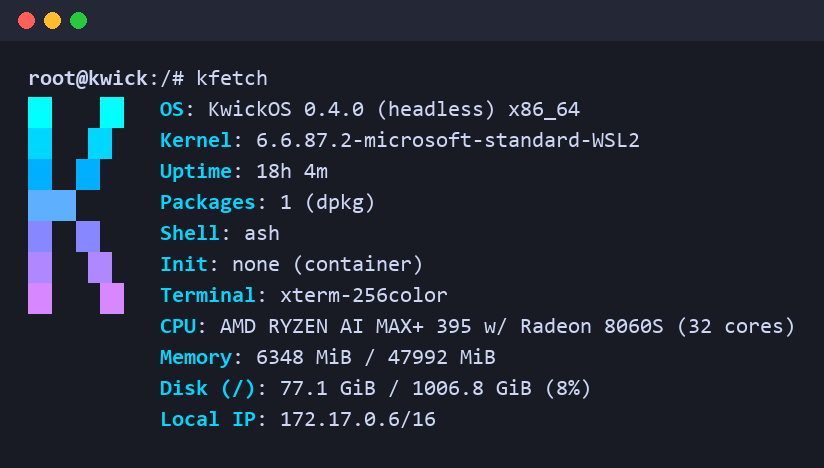 root@kwick:/# kfetch
OS: KwickOS 0.4.0 (headless) x86_64
Kernel: 6.6.87.2-microsoft-standard-WSL2
Uptime: 18h 4m
Packages: 1 (dpkg)
Shell: ash
Init: none (container)
Terminal: xterm-256color
CPU: AMD RYZEN AI MAX+ 395 w/ Radeon 8060S (32 cores)
Memory: 6348 MiB / 47992 MiB
Disk (/): 77.1 GiB / 1006.8 GiB (8%)
Local IP: 172.17.0.6/16